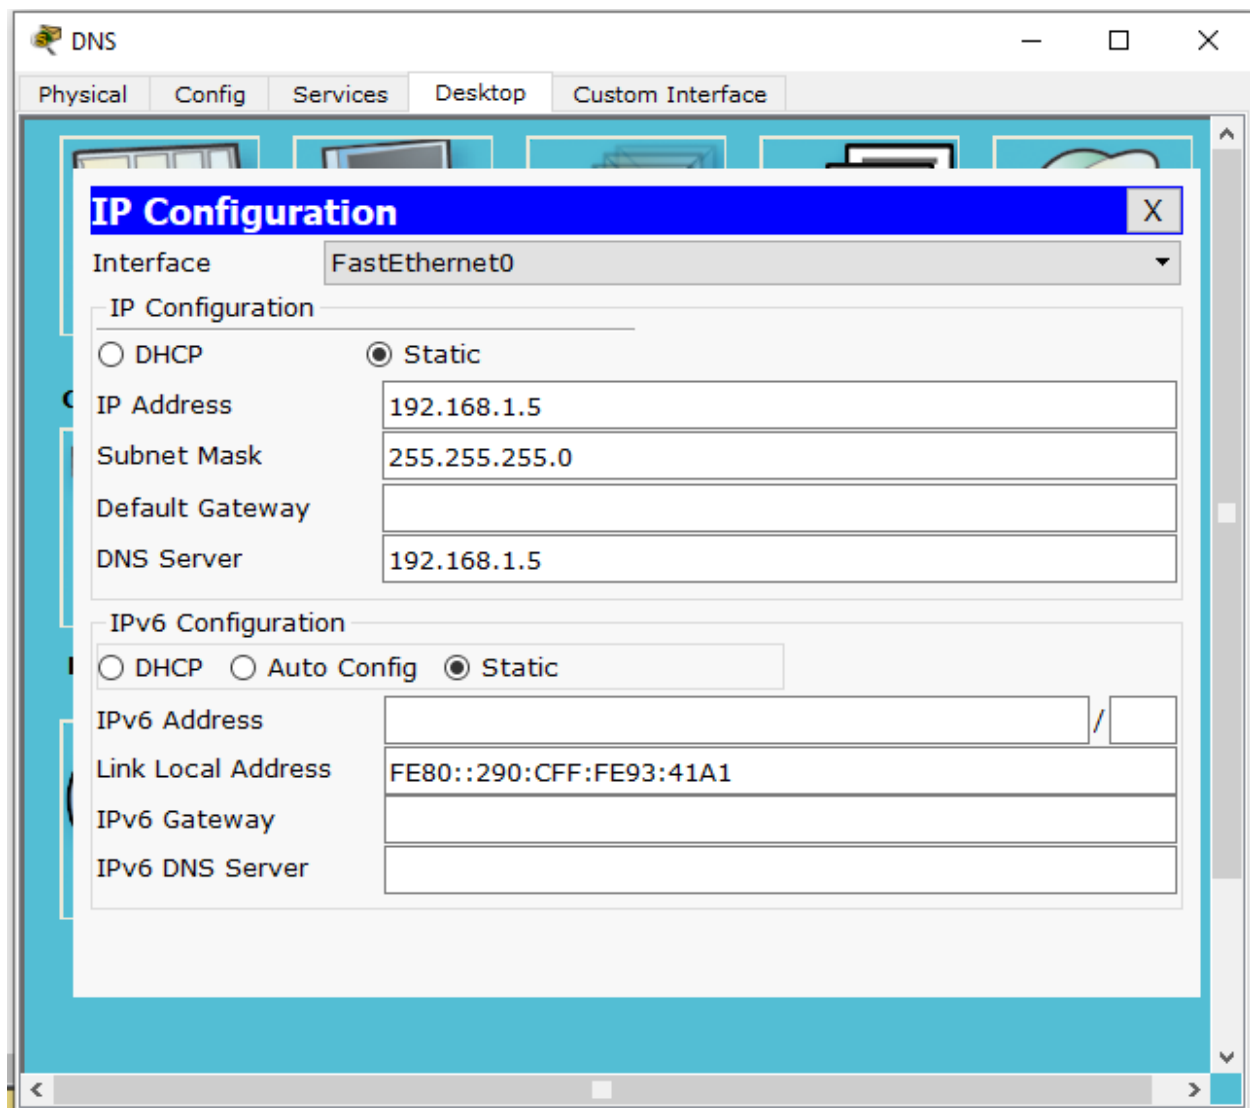 DNS
Physical Config Services Desktop Custom Interface
IP Configuration X
Interface FastEthernet0
IP Configuration
DHCP Static
IP Address 192.168.1.5
Subnet Mask 255.255.255.0
Default Gateway
DNS Server 192.168.1.5
IPv6 Configuration
DHCP Auto Config Static
IPv6 Address /
Link Local Address FE80::290:CFF:FE93:41A1
IPv6 Gateway
IPv6 DNS Server